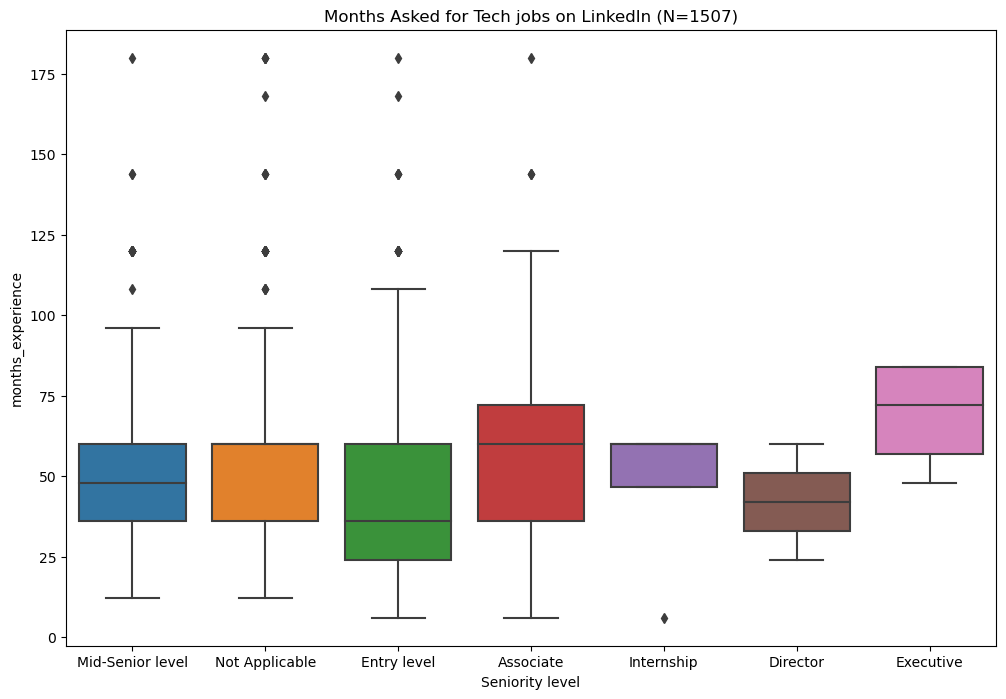 Months Asked for Tech jobs on LinkedIn (N=1507)
175
150
125
100
75
50
25
0
months_experience
Mid-Senior level
Not Applicable
Entry level
Associate
Internship
Director
Executive
Seniority level